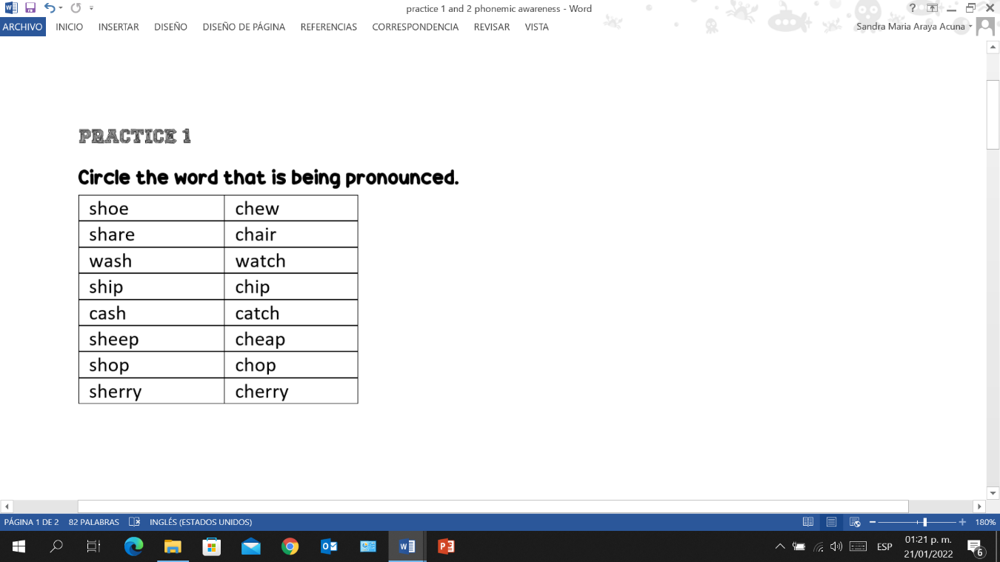 practice 1 and 2 phonemic awareness - Word
ARCHIVO INICIO INSERTAR DISEÑO DISEÑO DE PÁGINA REFERENCIAS CORRESPONDENCIA REVISAR VISTA Sandra Maria Araya Acuna
PRACTICE 1
Circle the word that is being pronounced.
shoe chew
share chair
wash watch
ship chip
cash catch
sheep cheap
shop chop
sherry cherry
PÁGINA 1 DE 2 82 PALABRAS INGLÉS (ESTADOS UNIDOS) 180%
ESP 01:21 p. m.
21/01/2022 6